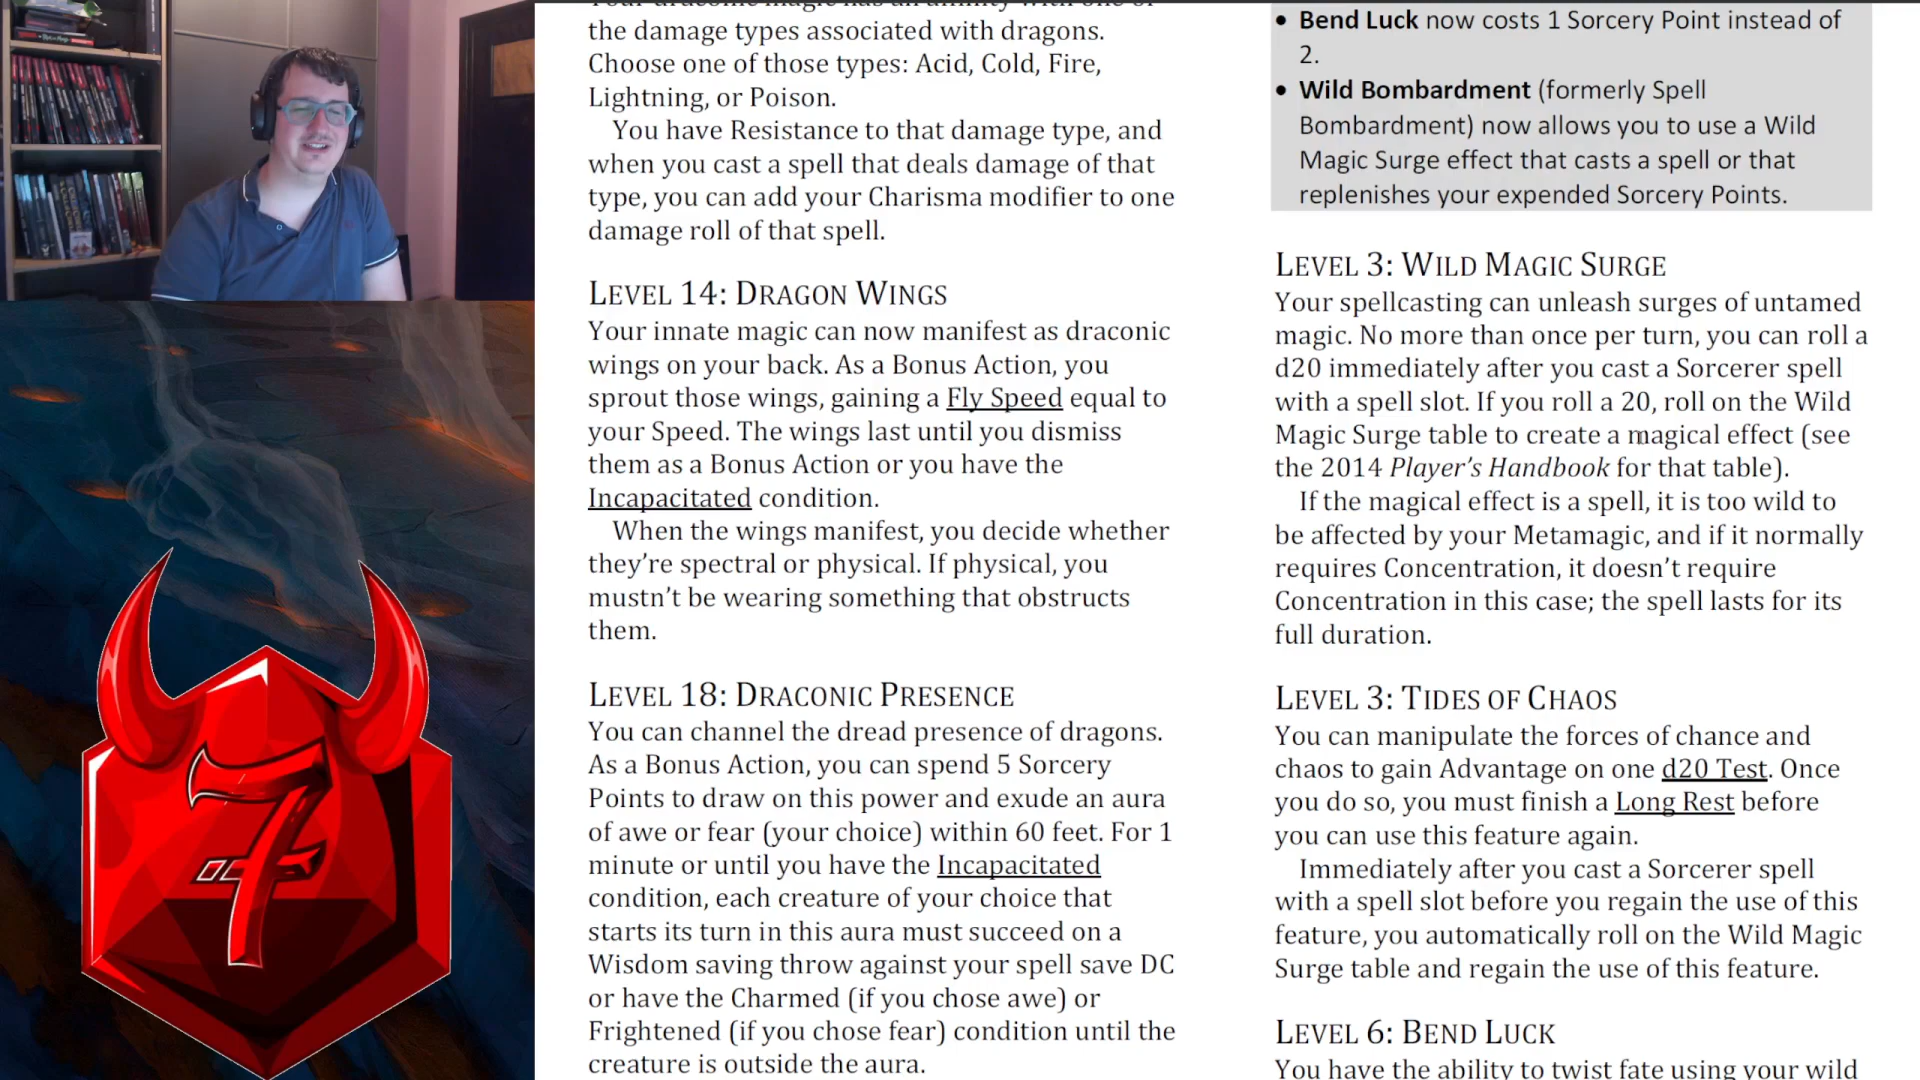 the damage types associated with dragons.
Choose one of those types: Acid, Cold, Fire,
Lightning, or Poison.
You have Resistance to that damage type, and
when you cast a spell that deals damage of that
type, you can add your Charisma modifier to one
damage roll of that spell.
LEVEL 14: DRAGON WINGS
Your innate magic can now manifest as draconic
wings on your back. As a Bonus Action, you
sprout those wings, gaining a Fly Speed equal to
your Speed. The wings last until you dismiss
them as a Bonus Action or you have the
Incapacitated condition.
When the wings manifest, you decide whether
they're spectral or physical. If physical, you
mustn't be wearing something that obstructs
them.
LEVEL 18: DRACONIC PRESENCE
You can channel the dread presence of dragons.
As a Bonus Action, you can spend 5 Sorcery
Points to draw on this power and exude an aura
of awe or fear (your choice) within 60 feet. For 1
minute or until you have the Incapacitated
condition, each creature of your choice that
starts its turn in this aura must succeed on a
Wisdom saving throw against your spell save DC
or have the Charmed (if you chose awe) or
Frightened (if you chose fear) condition until the
creature is outside the aura.
• Bend Luck now costs 1 Sorcery Point instead of
2.
• Wild Bombardment (formerly Spell
Bombardment) now allows you to use a Wild
Magic Surge effect that casts a spell or that
replenishes your expended Sorcery Points.
LEVEL 3: WILD MAGIC SURGE
Your spellcasting can unleash surges of untamed
magic. No more than once per turn, you can roll a
d20 immediately after you cast a Sorcerer spell
with a spell slot. If you roll a 20, roll on the Wild
Magic Surge table to create a magical effect (see
the 2014 Player's Handbook for that table).
If the magical effect is a spell, it is too wild to
be affected by your Metamagic, and if it normally
requires Concentration, it doesn't require
Concentration in this case; the spell lasts for its
full duration.
LEVEL 3: TIDES OF CHAOS
You can manipulate the forces of chance and
chaos to gain Advantage on one d20 Test. Once
you do so, you must finish a Long Rest before
you can use this feature again.
Immediately after you cast a Sorcerer spell
with a spell slot before you regain the use of this
feature, you automatically roll on the Wild Magic
Surge table and regain the use of this feature.
LEVEL 6: BEND LUCK
You have the ability to twist fate using your wild
7